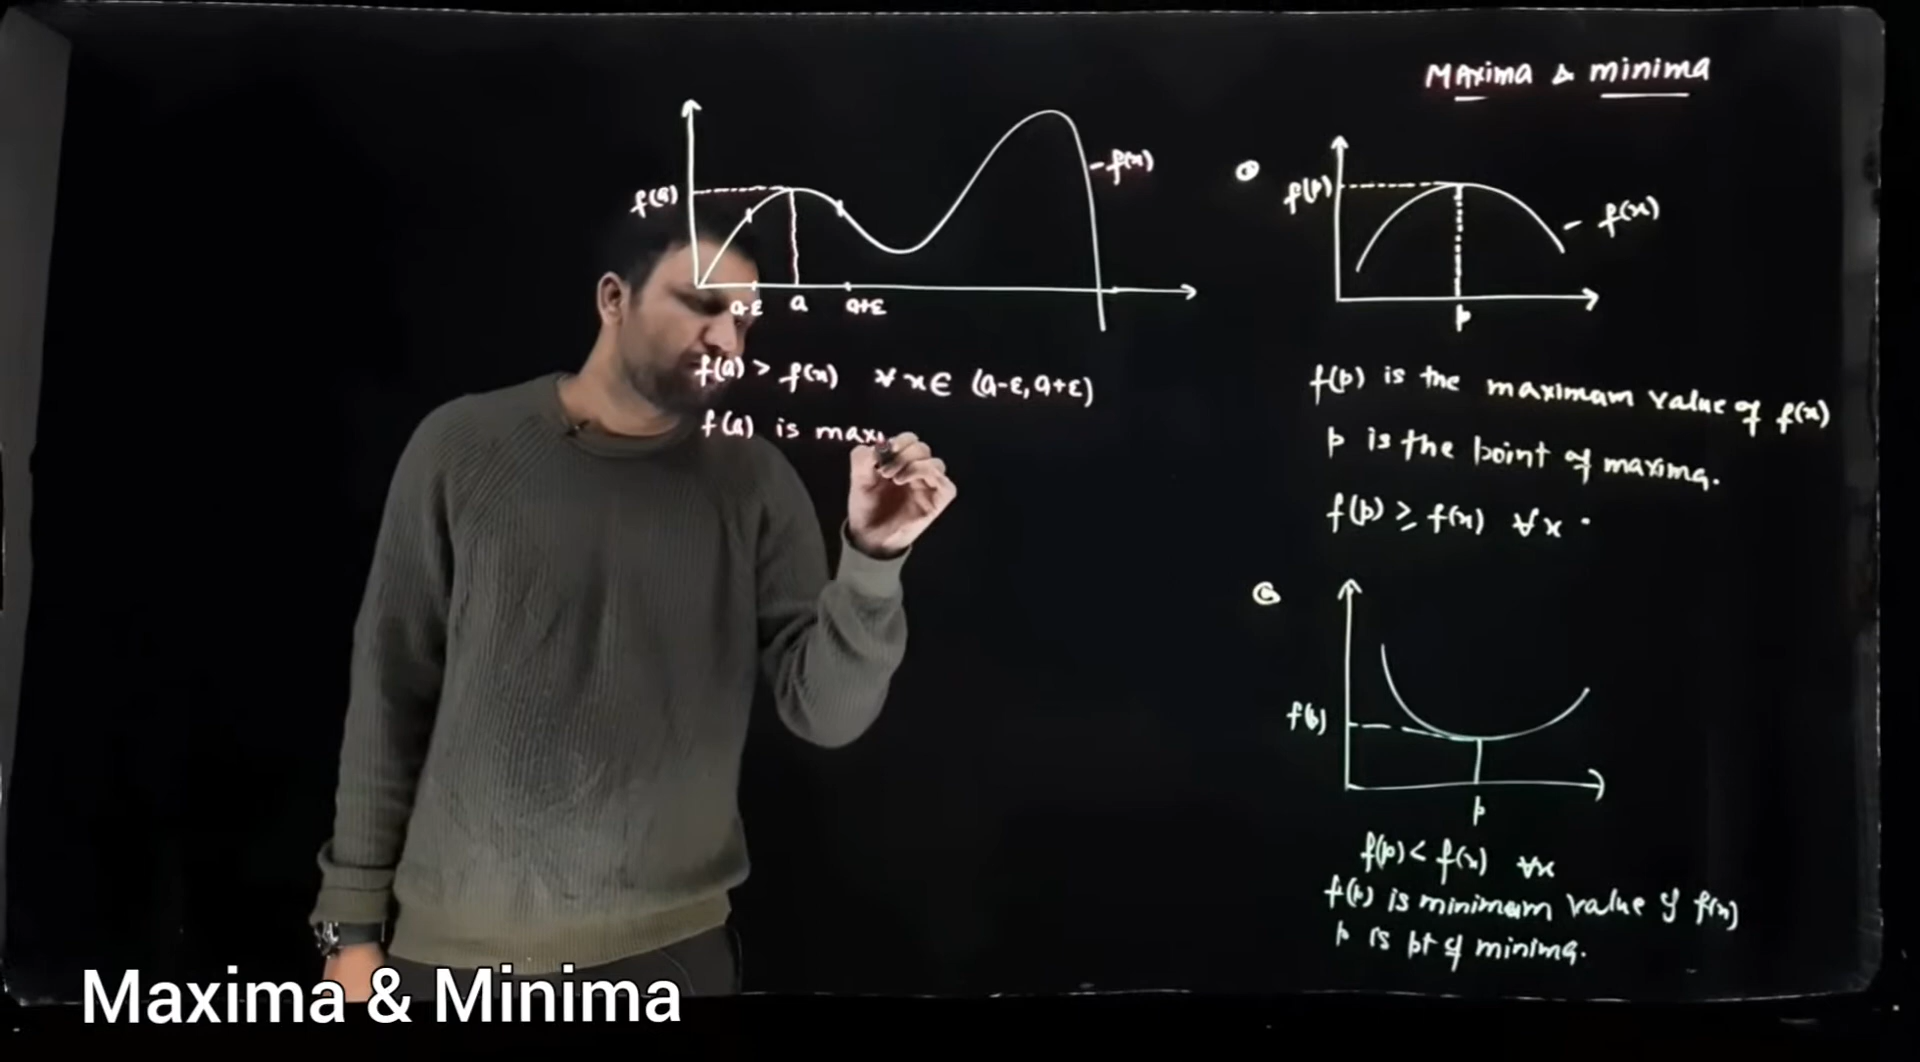 Maxima & minima
f(a)
f(x)
a-ε a a+ε
f(a) > f(x) ∀ x ∈ (a-ε, a+ε)
f(a) is maxi
f(p)
f(x)
p
f(p) is the maximum value of f(x)
p is the point of maxima.
f(p) ≥ f(x) ∀x
f(p)
p
f(p) < f(x) ∀x
f(p) is minimum value of f(x)
p is pt of minima.
Maxima & Minima